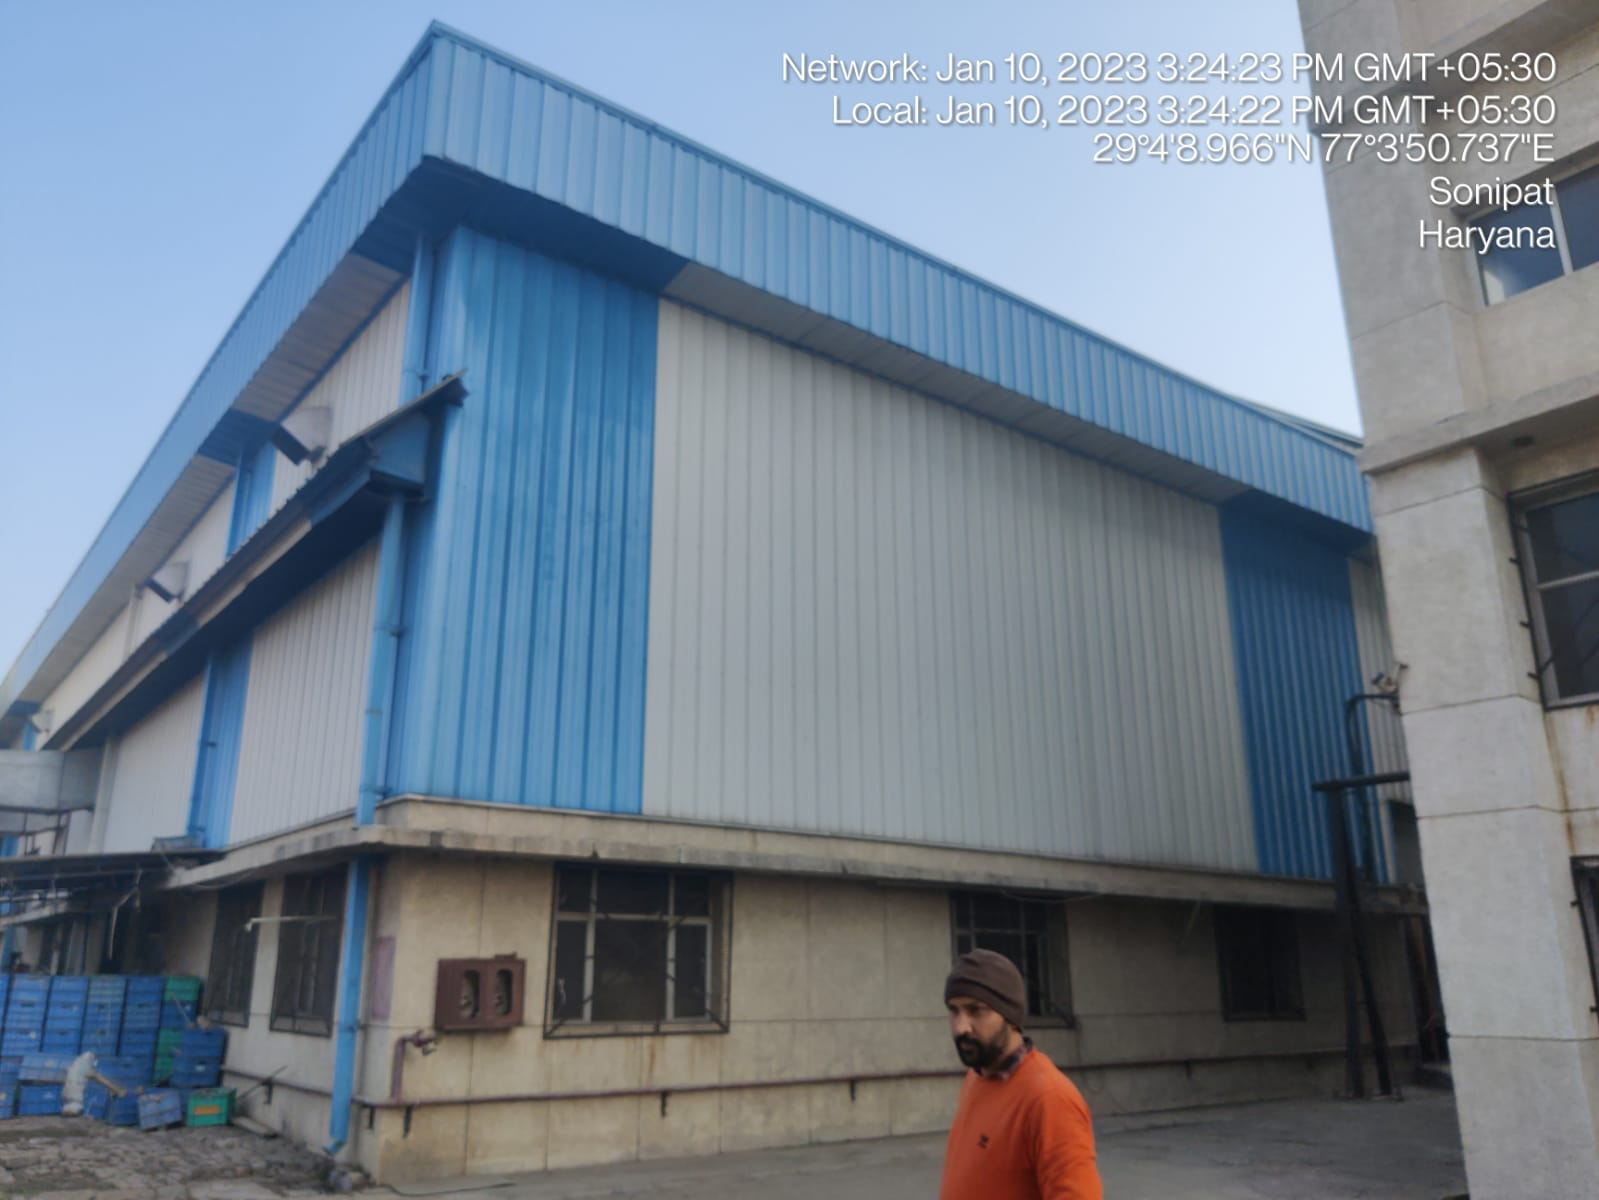 Network: Jan 10, 2023 3:24:23 PM GMT+05:30
Local: Jan 10, 2023 3:24:22 PM GMT+05:30
29°4'8.966"N 77°3'50.737"E
Sonipat
Haryana